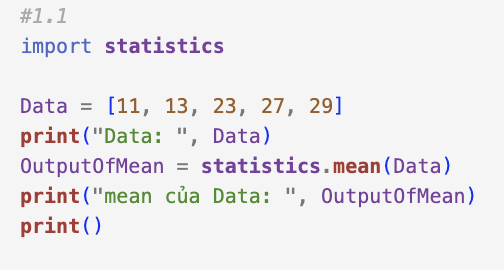 #1.1
import statistics
Data = [11, 13, 23, 27, 29]
print("Data: ", Data)
OutputOfMean = statistics.mean(Data)
print("mean của Data: ", OutputOfMean)
print()